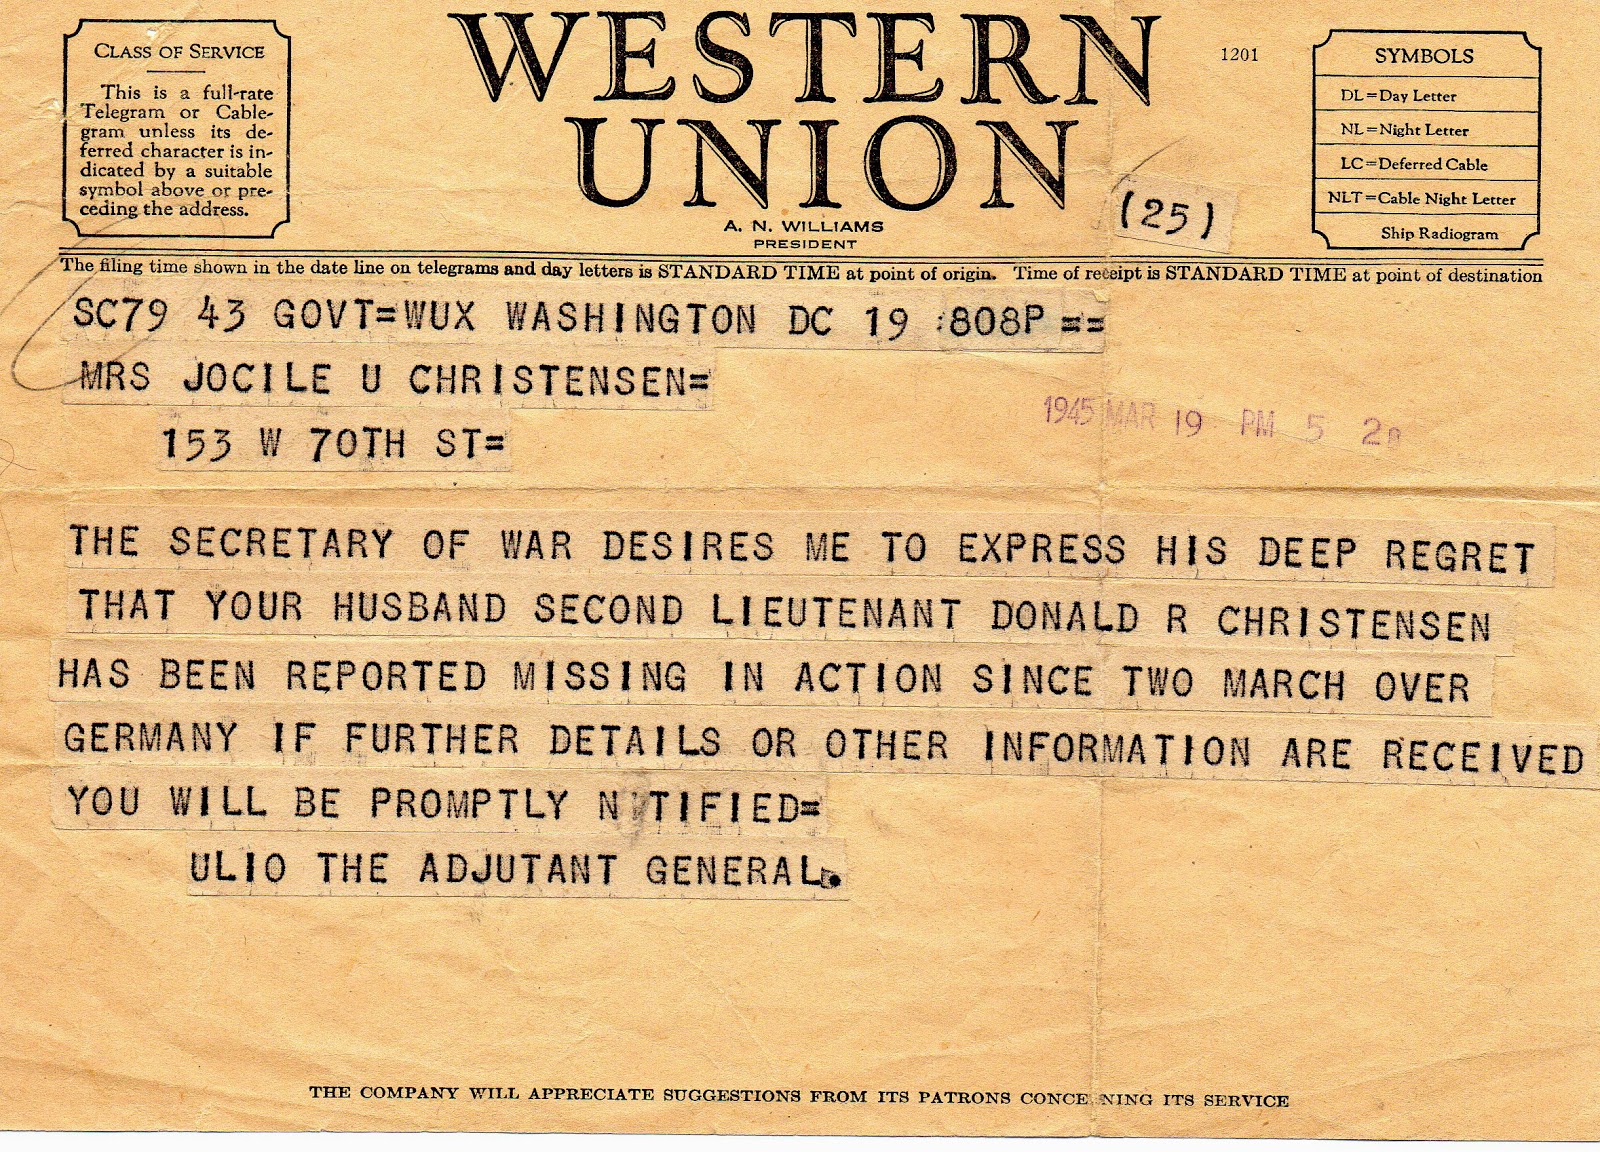 CLASS OF SERVICE
This is a full-rate
Telegram or Cable-
gram unless its de-
ferred character is in-
dicated by a suitable
symbol above or pre-
ceding the address.
WESTERN
UNION
A. N. WILLIAMS
PRESIDENT
1201
(25)
SYMBOLS
DL=Day Letter
NL=Night Letter
LC=Deferred Cable
NLT=Cable Night Letter
Ship Radiogram
The filing time shown in the date line on telegrams and day letters is STANDARD TIME at point of origin. Time of receipt is STANDARD TIME at point of destination
SC79 43 GOVT=WUX WASHINGTON DC 19 808P ==
MRS JOCILE U CHRISTENSEN=
153 W 70TH ST=
1945 MAR 19 PM 5
THE SECRETARY OF WAR DESIRES ME TO EXPRESS HIS DEEP REGRET
THAT YOUR HUSBAND SECOND LIEUTENANT DONALD R CHRISTENSEN
HAS BEEN REPORTED MISSING IN ACTION SINCE TWO MARCH OVER
GERMANY IF FURTHER DETAILS OR OTHER INFORMATION ARE RECEIVED
YOU WILL BE PROMPTLY N TIFIED=
ULIO THE ADJUTANT GENERAL.
THE COMPANY WILL APPRECIATE SUGGESTIONS FROM ITS PATRONS CONCE NING ITS SERVICE